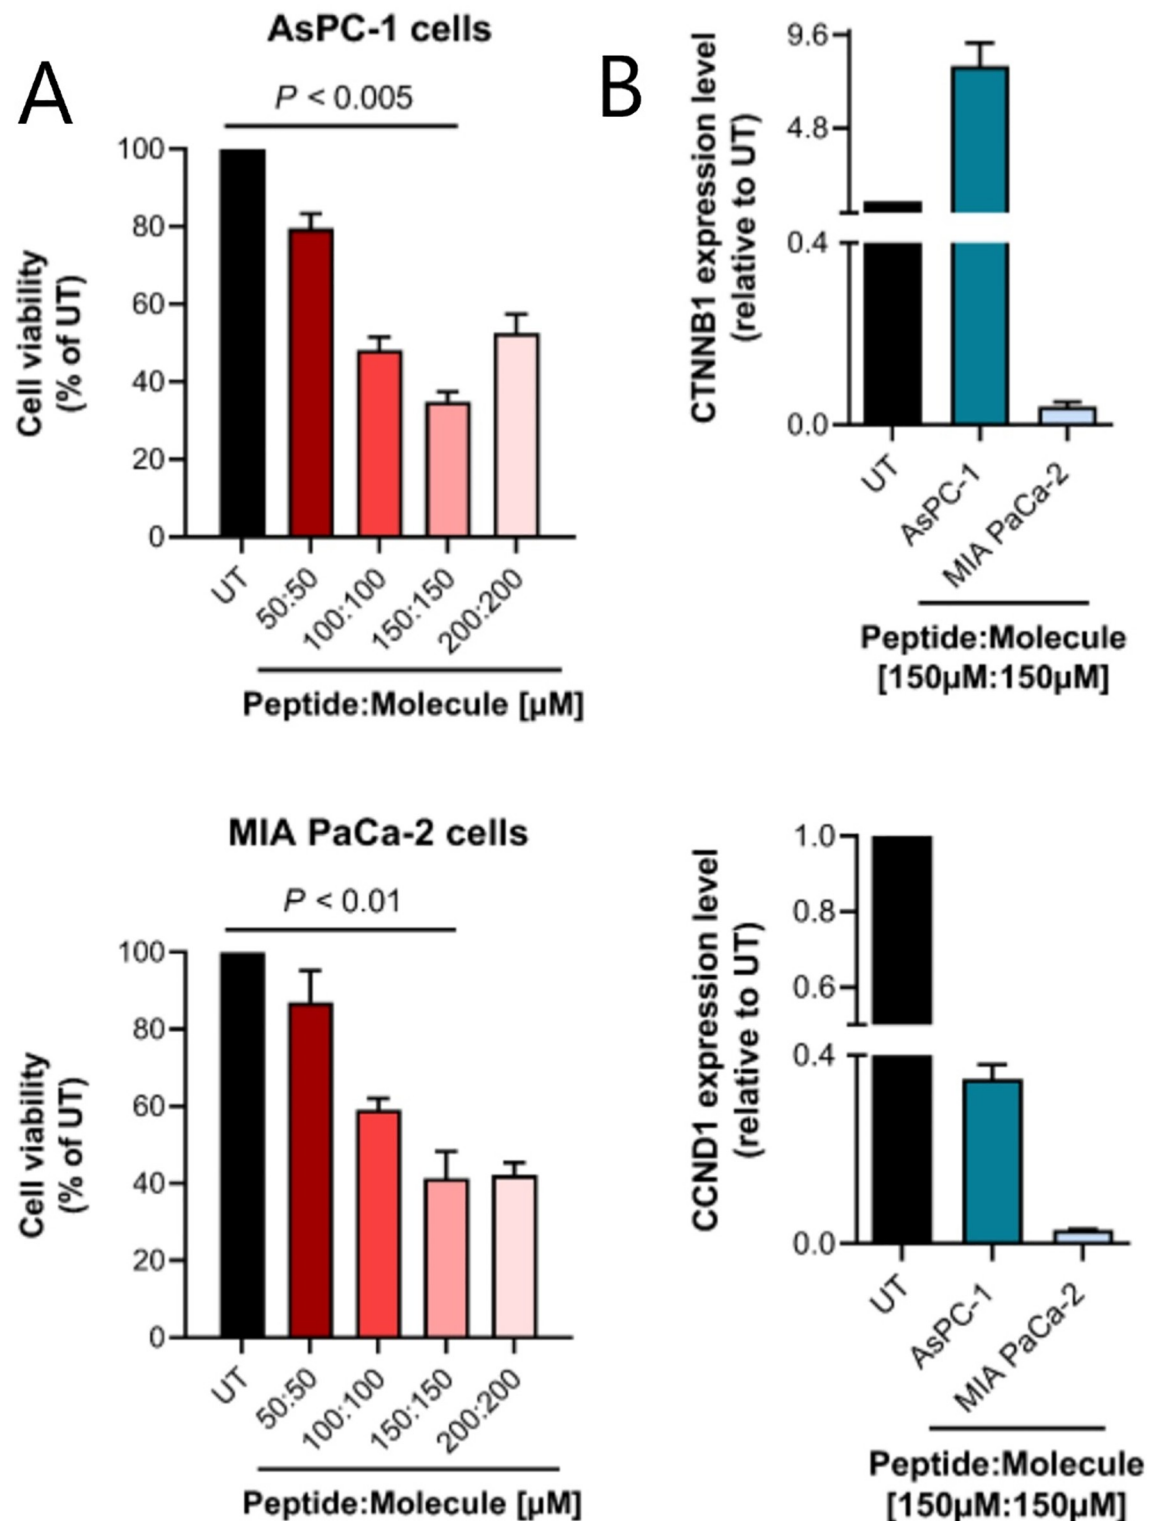 A
AsPC-1 cells
P < 0.005
Cell viability
(% of UT)
100
80
60
40
20
0
UT
50:50
100:100
150:150
200:200
Peptide:Molecule [µM]
B
CTNNB1 expression level
(relative to UT)
9.6
4.8
0.4
0.0
UT
AsPC-1
MIA PaCa-2
Peptide:Molecule
[150µM:150µM]
MIA PaCa-2 cells
P < 0.01
Cell viability
(% of UT)
100
80
60
40
20
0
UT
50:50
100:100
150:150
200:200
Peptide:Molecule [µM]
CCND1 expression level
(relative to UT)
1.0
0.8
0.6
0.4
0.0
UT
AsPC-1
MIA PaCa-2
Peptide:Molecule
[150µM:150µM]